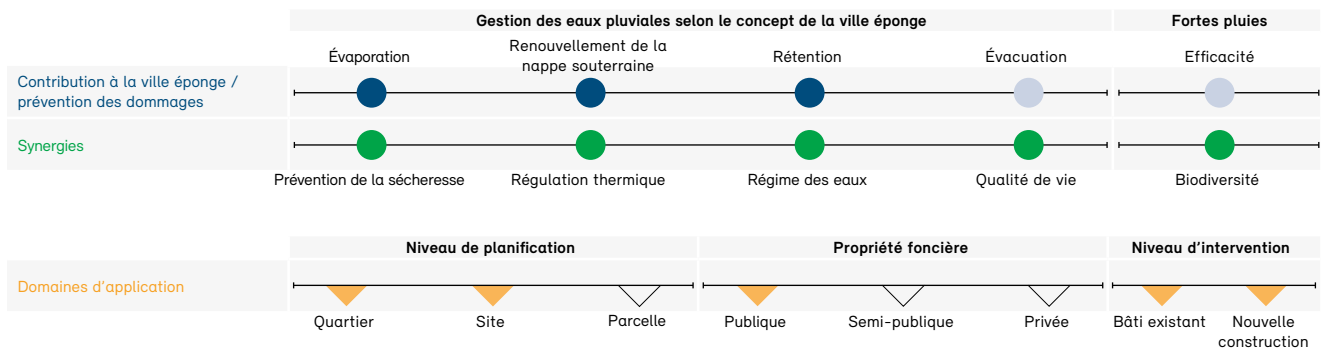 Gestion des eaux pluviales selon le concept de la ville éponge
Fortes pluies
Évaporation
Renouvellement de la
nappe souterraine
Rétention
Évacuation
Efficacité
Contribution à la ville éponge /
prévention des dommages
Synergies
Prévention de la sécheresse
Régulation thermique
Régime des eaux
Qualité de vie
Biodiversité
Niveau de planification
Propriété foncière
Niveau d'intervention
Domaines d'application
Quartier
Site
Parcelle
Publique
Semi-publique
Privée
Bâti existant
Nouvelle
construction